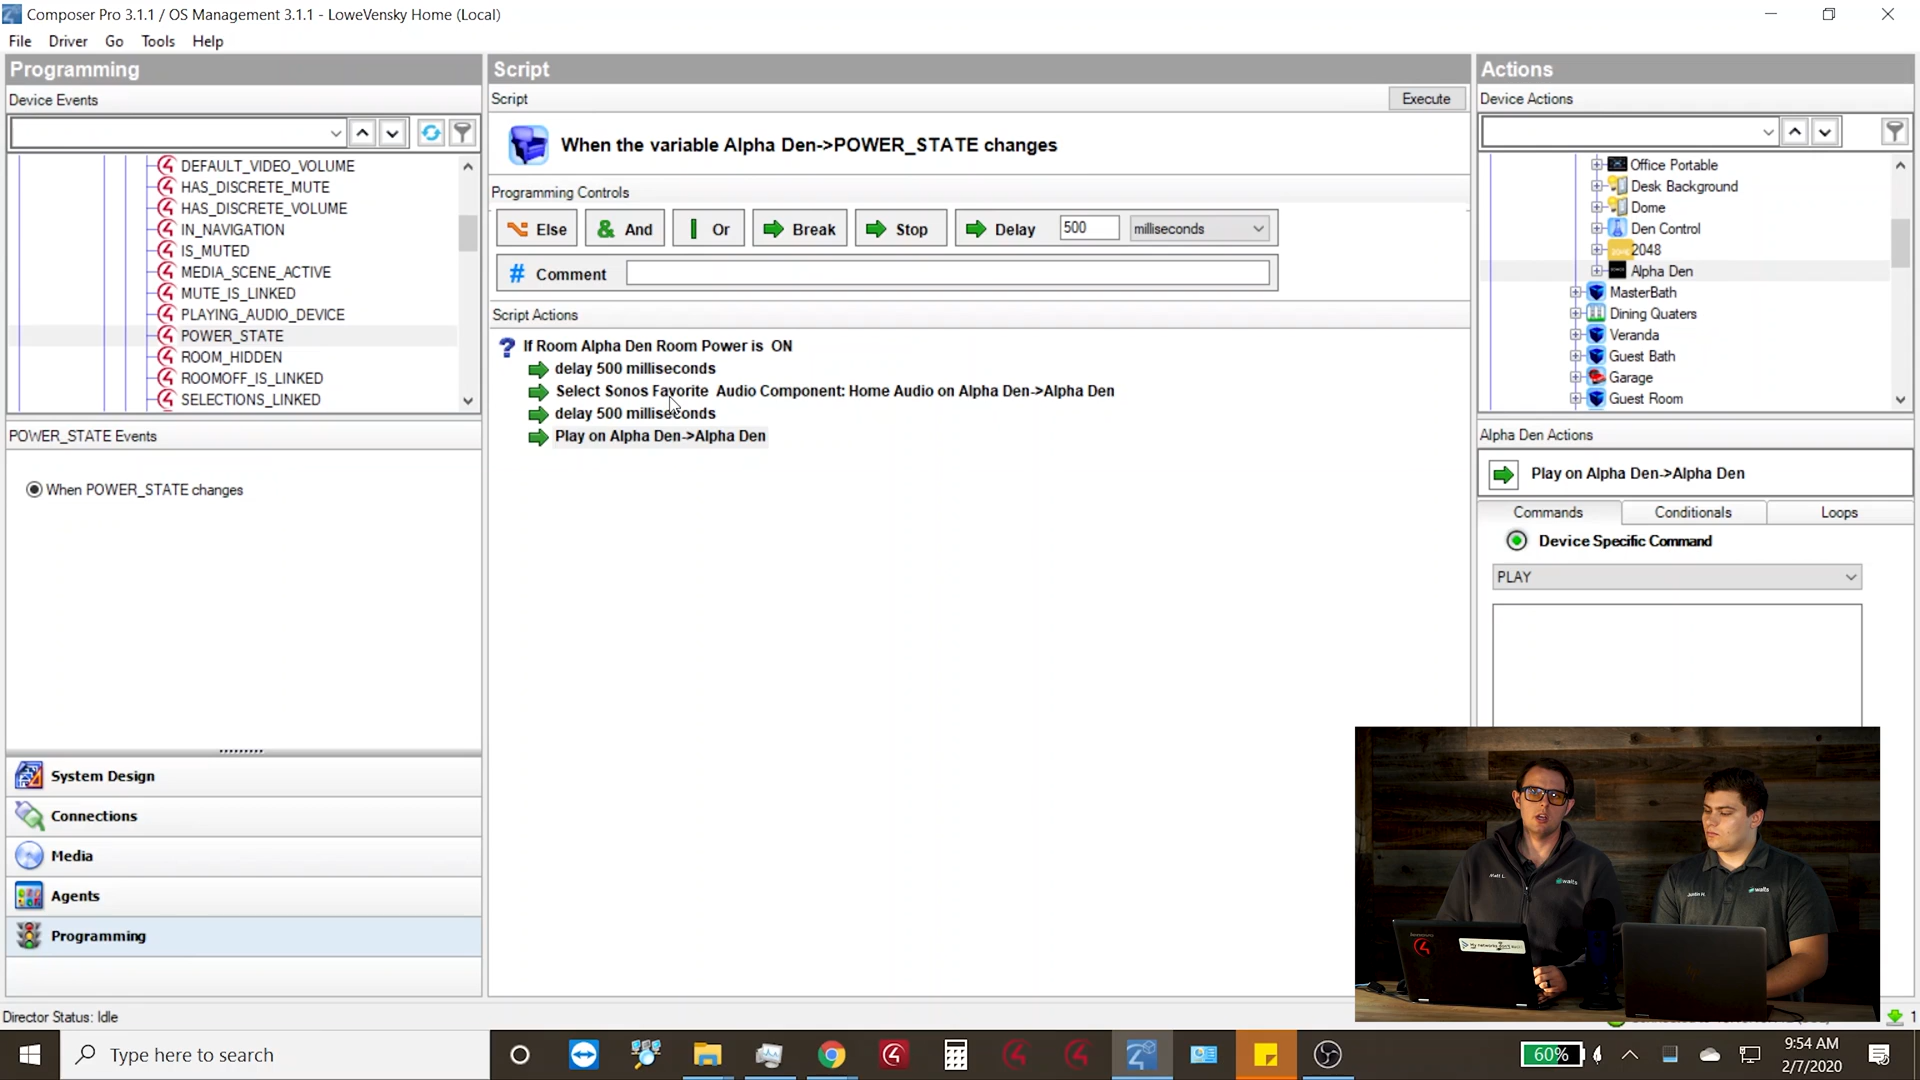 Composer Pro 3.1.1 / OS Management 3.1.1 - LoweVensky Home (Local)
File Driver Go Tools Help
Programming
Device Events
DEFAULT_VIDEO_VOLUME
HAS_DISCRETE_MUTE
HAS_DISCRETE_VOLUME
IN_NAVIGATION
IS_MUTED
MEDIA_SCENE_ACTIVE
MUTE_IS_LINKED
PLAYING_AUDIO_DEVICE
POWER_STATE
ROOM_HIDDEN
ROOMOFF_IS_LINKED
SELECTIONS_LINKED
POWER_STATE Events
When POWER_STATE changes
System Design
Connections
Media
Agents
Programming
Director Status: Idle
Script
Script Execute
When the variable Alpha Den->POWER_STATE changes
Programming Controls
Else And Or Break Stop Delay 500 milliseconds
# Comment
Script Actions
? If Room Alpha Den Room Power is ON
delay 500 milliseconds
Select Sonos Favorite Audio Component: Home Audio on Alpha Den->Alpha Den
delay 500 milliseconds
Play on Alpha Den->Alpha Den
Actions
Device Actions
Office Portable
Desk Background
Dome
Den Control
2048
Alpha Den
MasterBath
Dining Quaters
Veranda
Guest Bath
Garage
Guest Room
Alpha Den Actions
Play on Alpha Den->Alpha Den
Commands Conditionals Loops
Device Specific Command
PLAY
Matt L.
walts
Justin H.
walts
1
Type here to search
60%
9:54 AM
2/7/2020